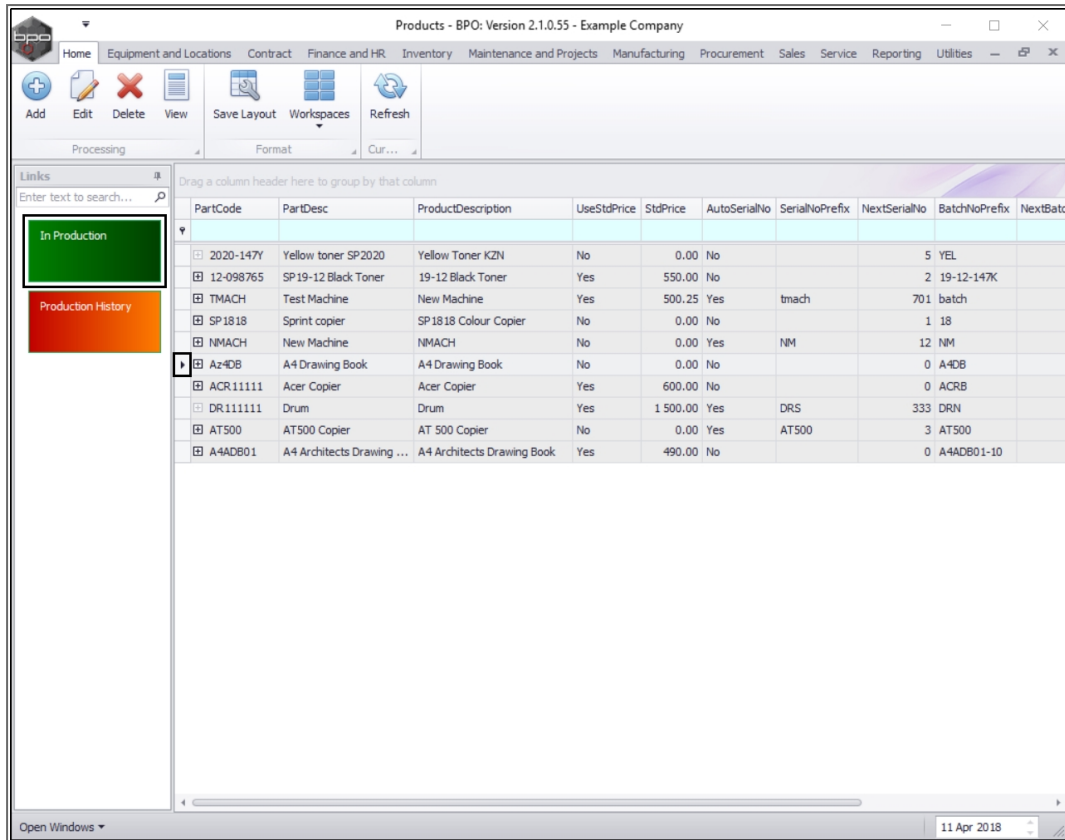 Products - BPO: Version 2.1.0.55 - Example Company
bpo
Home Equipment and Locations Contract Finance and HR Inventory Maintenance and Projects Manufacturing Procurement Sales Service Reporting Utilities
Add Edit Delete View Save Layout Workspaces Refresh
Processing Format Cur...
Links
Enter text to search...
In Production
Production History
Drag a column header here to group by that column
PartCode PartDesc ProductDescription UseStdPrice StdPrice AutoSerialNo SerialNoPrefix NextSerialNo BatchNoPrefix NextBatc
2020-147Y Yellow toner SP2020 Yellow Toner KZN No 0.00 No 5 YEL
12-098765 SP19-12 Black Toner 19-12 Black Toner Yes 550.00 No 2 19-12-147K
TMACH Test Machine New Machine Yes 500.25 Yes tmach 701 batch
SP1818 Sprint copier SP1818 Colour Copier No 0.00 No 1 18
NMACH New Machine NMACH No 0.00 Yes NM 12 NM
Az4DB A4 Drawing Book A4 Drawing Book No 0.00 No 0 A4DB
ACR11111 Acer Copier Acer Copier Yes 600.00 No 0 ACRB
DR111111 Drum Drum Yes 1 500.00 Yes DRS 333 DRN
AT500 AT500 Copier AT 500 Copier No 0.00 Yes AT500 3 AT500
A4ADB01 A4 Architects Drawing ... A4 Architects Drawing Book Yes 490.00 No 0 A4ADB01-10
Open Windows
11 Apr 2018